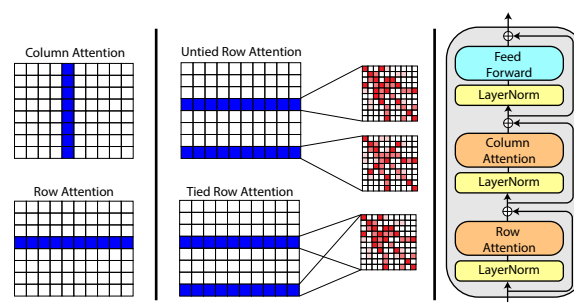 Column Attention
Row Attention
Untied Row Attention
Tied Row Attention
Feed
Forward
LayerNorm
Column
Attention
LayerNorm
Row
Attention
LayerNorm